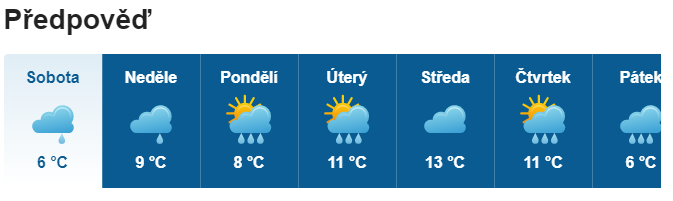 Předpověď
Sobota Neděle Pondělí Úterý Středa Čtvrtek Pátek
6 °C 9 °C 8 °C 11 °C 13 °C 11 °C 6 °C